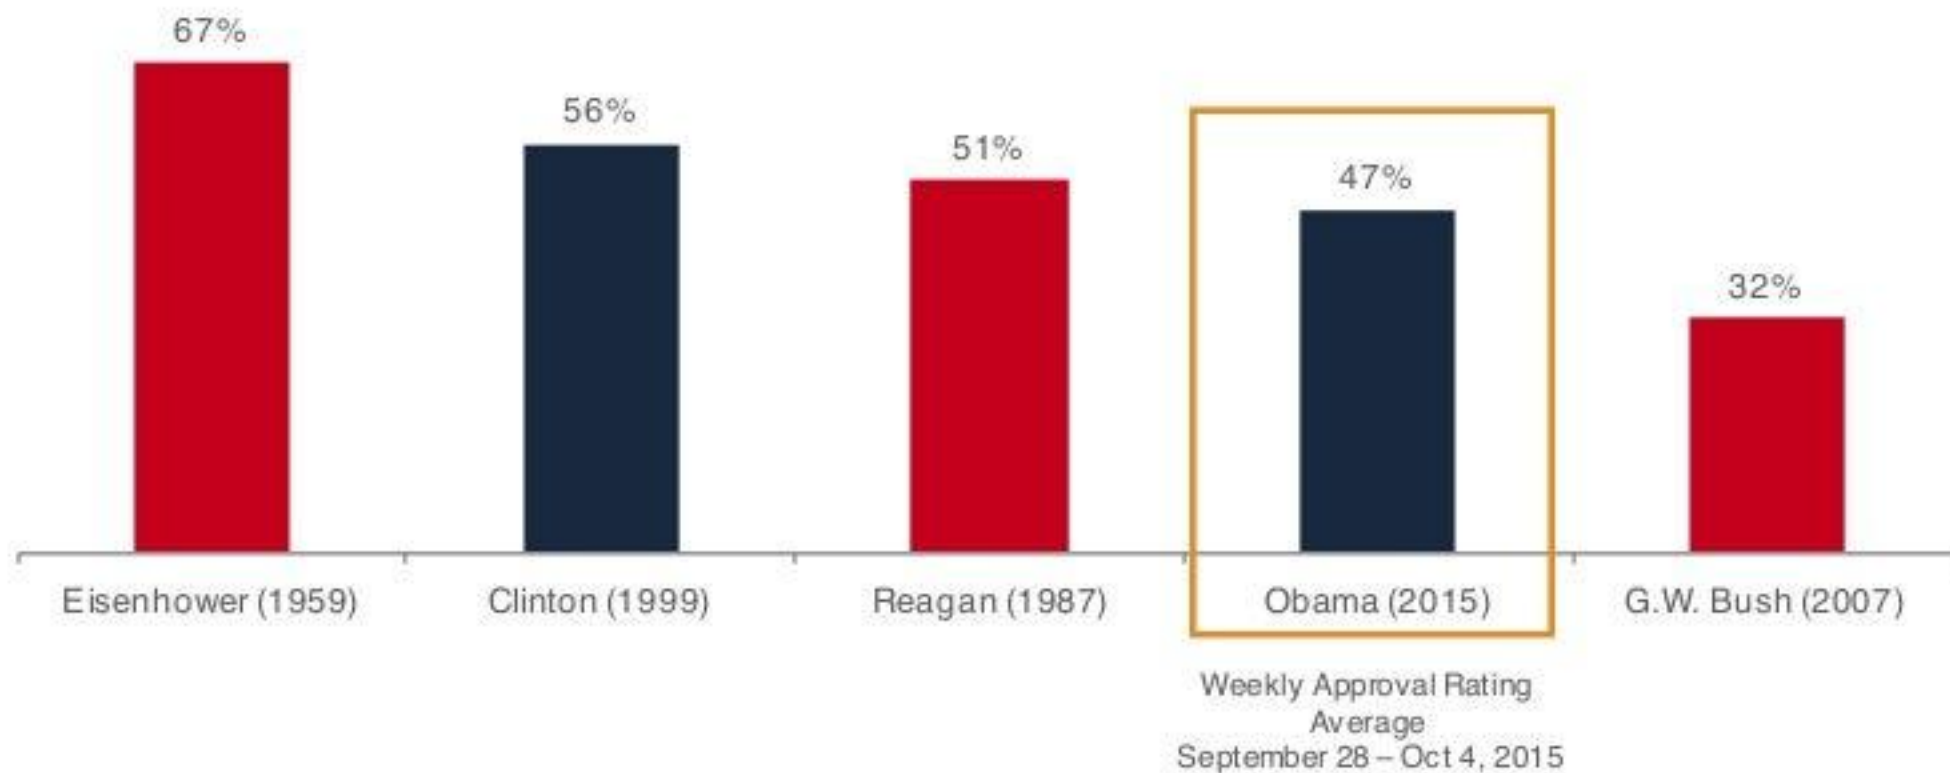 67%
56%
51%
47%
32%
Eisenhower (1959)
Clinton (1999)
Reagan (1987)
Obama (2015)
G.W. Bush (2007)
Weekly Approval Rating
Average
September 28 – Oct 4, 2015